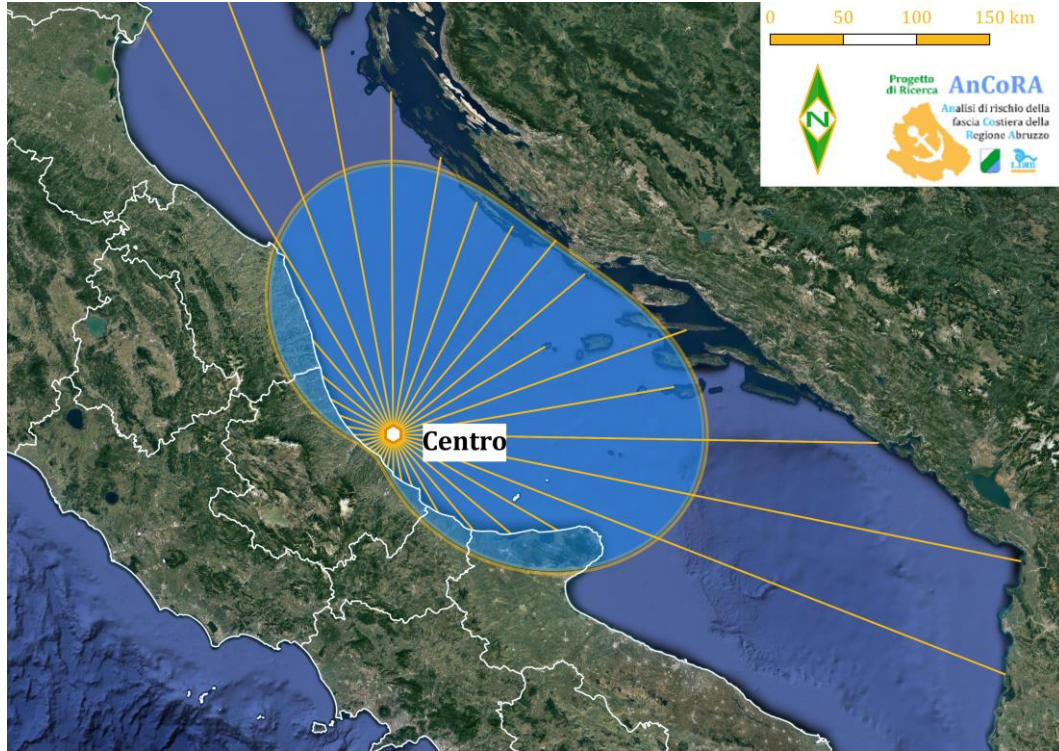 0 50 100 150 km
Progetto
di Ricerca
AnCoRA
Analisi di rischio della
fascia Costiera della
Regione Abruzzo
N
Centro